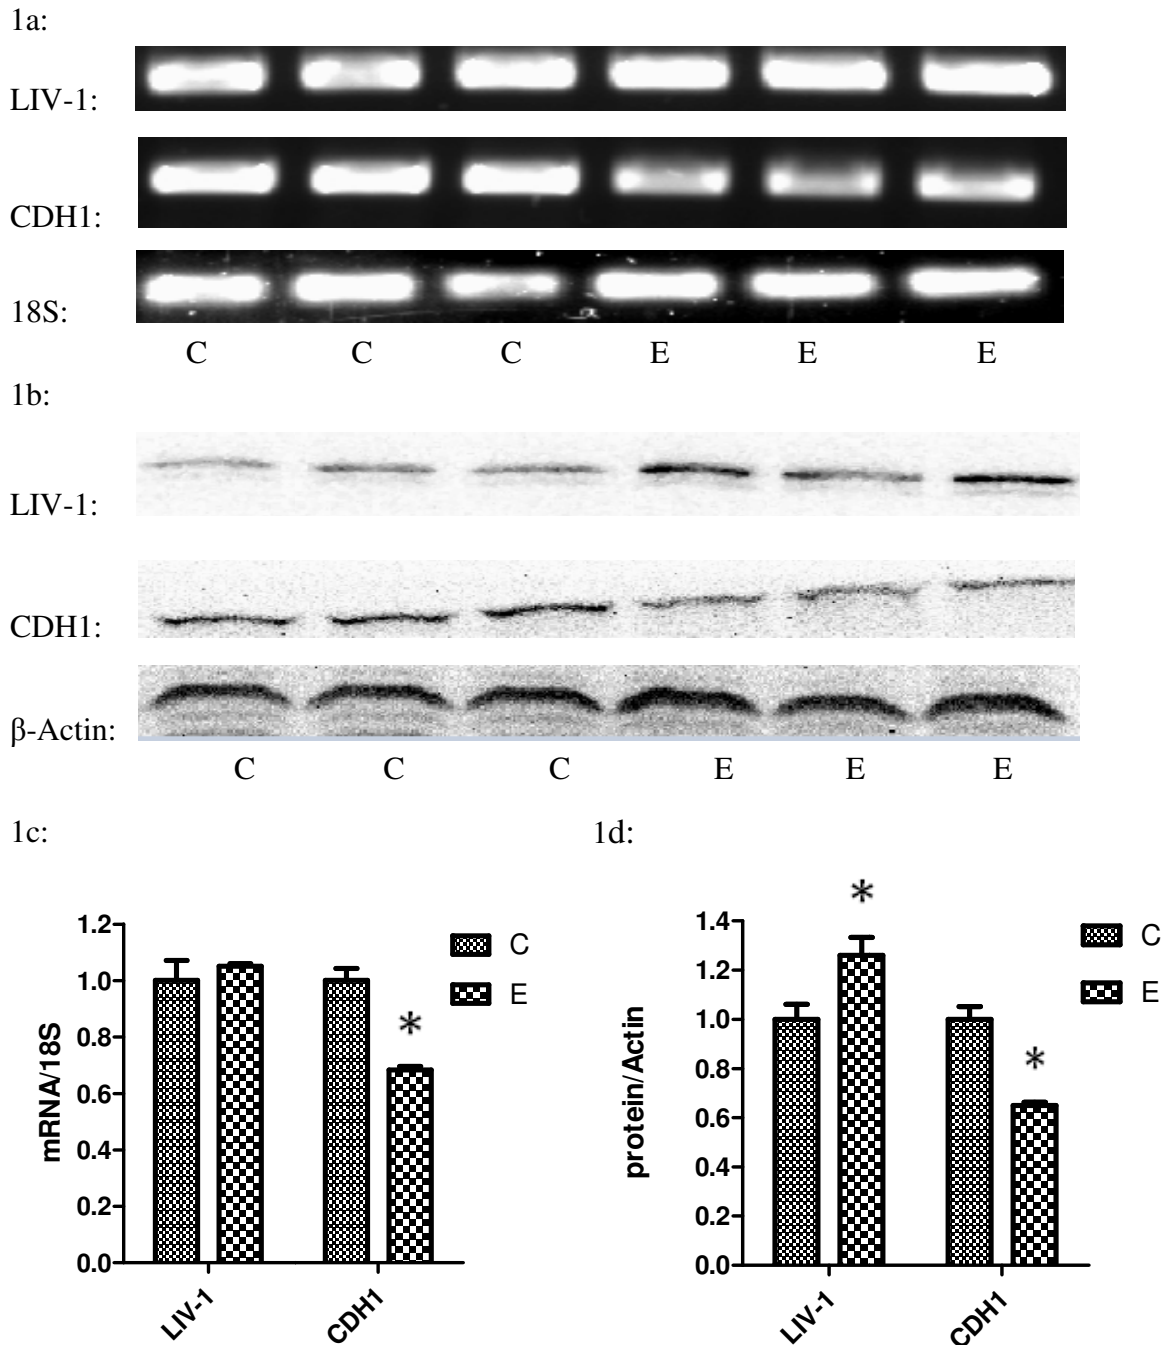 1a:
LIV-1:
CDH1:
18S:
C C C E E E
1b:
LIV-1:
CDH1:
β-Actin:
C C C E E E
1c:
1d:
mRNA/18S
1.2
1.0
0.8
0.6
0.4
0.2
0.0
*
C
E
LIV-1 CDH1
protein/Actin
1.4
1.2
1.0
0.8
0.6
0.4
0.2
0.0
*
*
C
E
LIV-1 CDH1